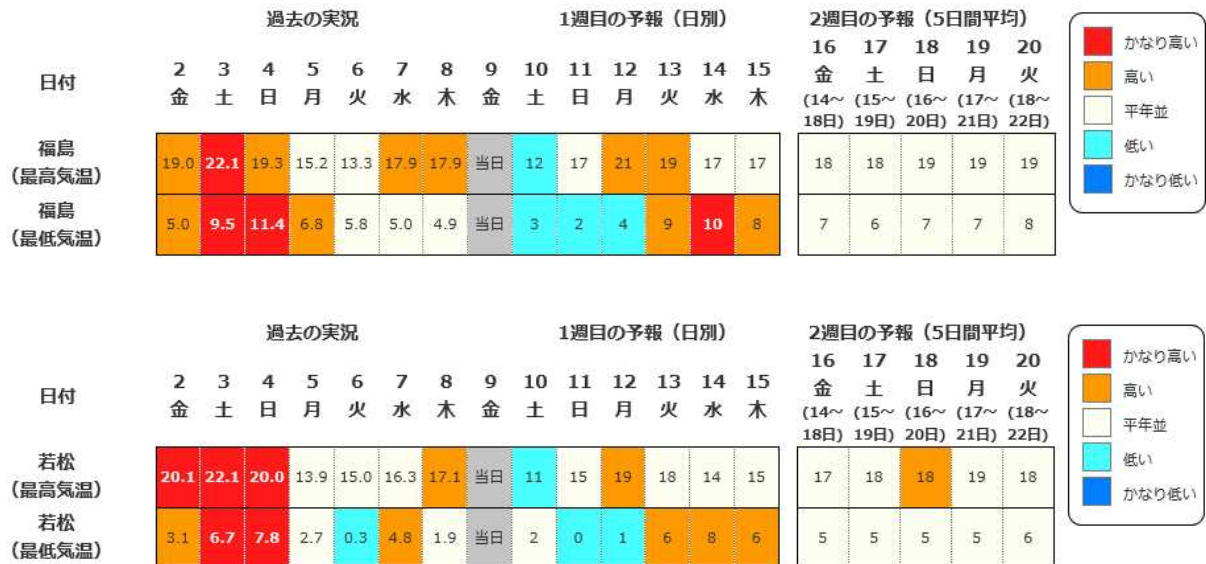 過去の実況 1週目の予報（日別） 2週目の予報（5日間平均）
日付 2 3 4 5 6 7 8 9 10 11 12 13 14 15 16 17 18 19 20
金 土 日 月 火 水 木 金 土 日 月 火 水 木 金 土 日 月 火
(14～18日) (15～19日) (16～20日) (17～21日) (18～22日)
福島（最高気温） 19.0 22.1 19.3 15.2 13.3 17.9 17.9 当日 12 17 21 19 17 17 18 18 19 19 19
福島（最低気温） 5.0 9.5 11.4 6.8 5.8 5.0 4.9 当日 3 2 4 9 10 8 7 6 7 7 8
かなり高い
高い
平年並
低い
かなり低い
過去の実況 1週目の予報（日別） 2週目の予報（5日間平均）
日付 2 3 4 5 6 7 8 9 10 11 12 13 14 15 16 17 18 19 20
金 土 日 月 火 水 木 金 土 日 月 火 水 木 金 土 日 月 火
(14～18日) (15～19日) (16～20日) (17～21日) (18～22日)
若松（最高気温） 20.1 22.1 20.0 13.9 15.0 16.3 17.1 当日 11 15 19 18 14 15 17 18 18 19 18
若松（最低気温） 3.1 6.7 7.8 2.7 0.3 4.8 1.9 当日 2 0 1 6 8 6 5 5 5 5 6
かなり高い
高い
平年並
低い
かなり低い